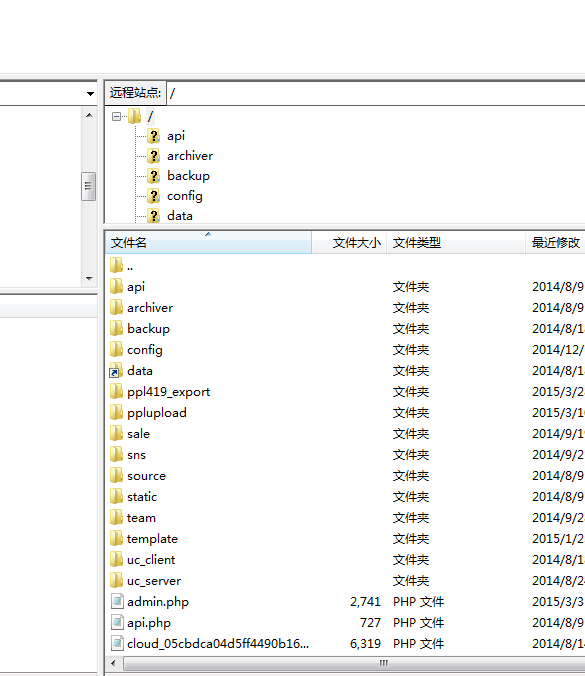 远程站点: /
/
api
archiver
backup
config
data
文件名 文件大小 文件类型 最近修改
..
api 文件夹 2014/8/9
archiver 文件夹 2014/8/9
backup 文件夹 2014/8/1
config 文件夹 2014/12/
data 文件夹 2014/8/1
ppl419_export 文件夹 2015/3/2
pplupload 文件夹 2015/3/1
sale 文件夹 2014/9/1
sns 文件夹 2014/9/2
source 文件夹 2014/8/9
static 文件夹 2014/8/9
team 文件夹 2014/9/2
template 文件夹 2015/1/2
uc_client 文件夹 2014/8/1
uc_server 文件夹 2014/8/2
admin.php 2,741 PHP 文件 2015/3/3
api.php 727 PHP 文件 2014/8/9
cloud_05cbdca04d5ff4490b16... 6,319 PHP 文件 2014/8/1